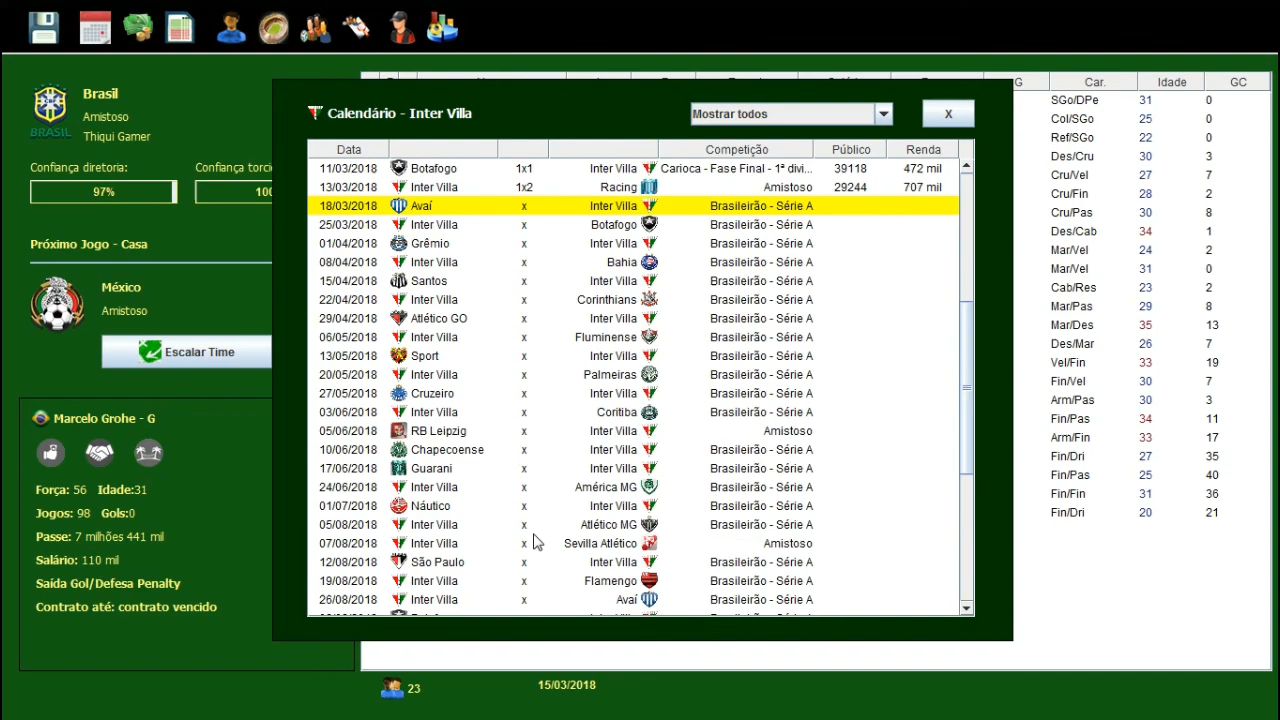 Brasil
Amistoso
Thiqui Gamer
BRASIL
Confiança diretoria:
97%
Próximo Jogo - Casa
México
Amistoso
Escalar Time
Marcelo Grohe - G
Força: 56 Idade:31
Jogos: 98 Gols:0
Passe: 7 milhões 441 mil
Salário: 110 mil
Saída Gol/Defesa Penalty
Contrato até: contrato vencido
Calendário - Inter Villa
Mostrar todos
X
Data Competição Público Renda
11/03/2018 Botafogo 1x1 Inter Villa Carioca - Fase Final - 1ª divi... 39118 472 mil
13/03/2018 Inter Villa 1x2 Racing Amistoso 29244 707 mil
18/03/2018 Avaí x Inter Villa Brasileirão - Série A
25/03/2018 Inter Villa x Botafogo Brasileirão - Série A
01/04/2018 Grêmio x Inter Villa Brasileirão - Série A
08/04/2018 Inter Villa x Bahia Brasileirão - Série A
15/04/2018 Santos x Inter Villa Brasileirão - Série A
22/04/2018 Inter Villa x Corinthians Brasileirão - Série A
29/04/2018 Atlético GO x Inter Villa Brasileirão - Série A
06/05/2018 Inter Villa x Fluminense Brasileirão - Série A
13/05/2018 Sport x Inter Villa Brasileirão - Série A
20/05/2018 Inter Villa x Palmeiras Brasileirão - Série A
27/05/2018 Cruzeiro x Inter Villa Brasileirão - Série A
03/06/2018 Inter Villa x Coritiba Brasileirão - Série A
05/06/2018 RB Leipzig x Inter Villa Amistoso
10/06/2018 Chapecoense x Inter Villa Brasileirão - Série A
17/06/2018 Guarani x Inter Villa Brasileirão - Série A
24/06/2018 Inter Villa x América MG Brasileirão - Série A
01/07/2018 Náutico x Inter Villa Brasileirão - Série A
05/08/2018 Inter Villa x Atlético MG Brasileirão - Série A
07/08/2018 Inter Villa x Sevilla Atlético Amistoso
12/08/2018 São Paulo x Inter Villa Brasileirão - Série A
19/08/2018 Inter Villa x Flamengo Brasileirão - Série A
26/08/2018 Inter Villa x Avaí Brasileirão - Série A
G Car. Idade GC
SGo/DPe 31 0
Col/SGo 25 0
Ref/SGo 22 0
Des/Cru 30 3
Cru/Vel 27 7
Cru/Fin 28 2
Cru/Pas 30 8
Des/Cab 34 1
Mar/Vel 24 2
Mar/Vel 31 0
Cab/Res 23 2
Mar/Pas 29 8
Mar/Des 35 13
Des/Mar 26 7
Vel/Fin 33 19
Fin/Vel 30 7
Arm/Pas 30 3
Fin/Pas 34 11
Arm/Fin 33 17
Fin/Dri 27 35
Fin/Pas 25 40
Fin/Fin 31 36
Fin/Dri 20 21
23
15/03/2018